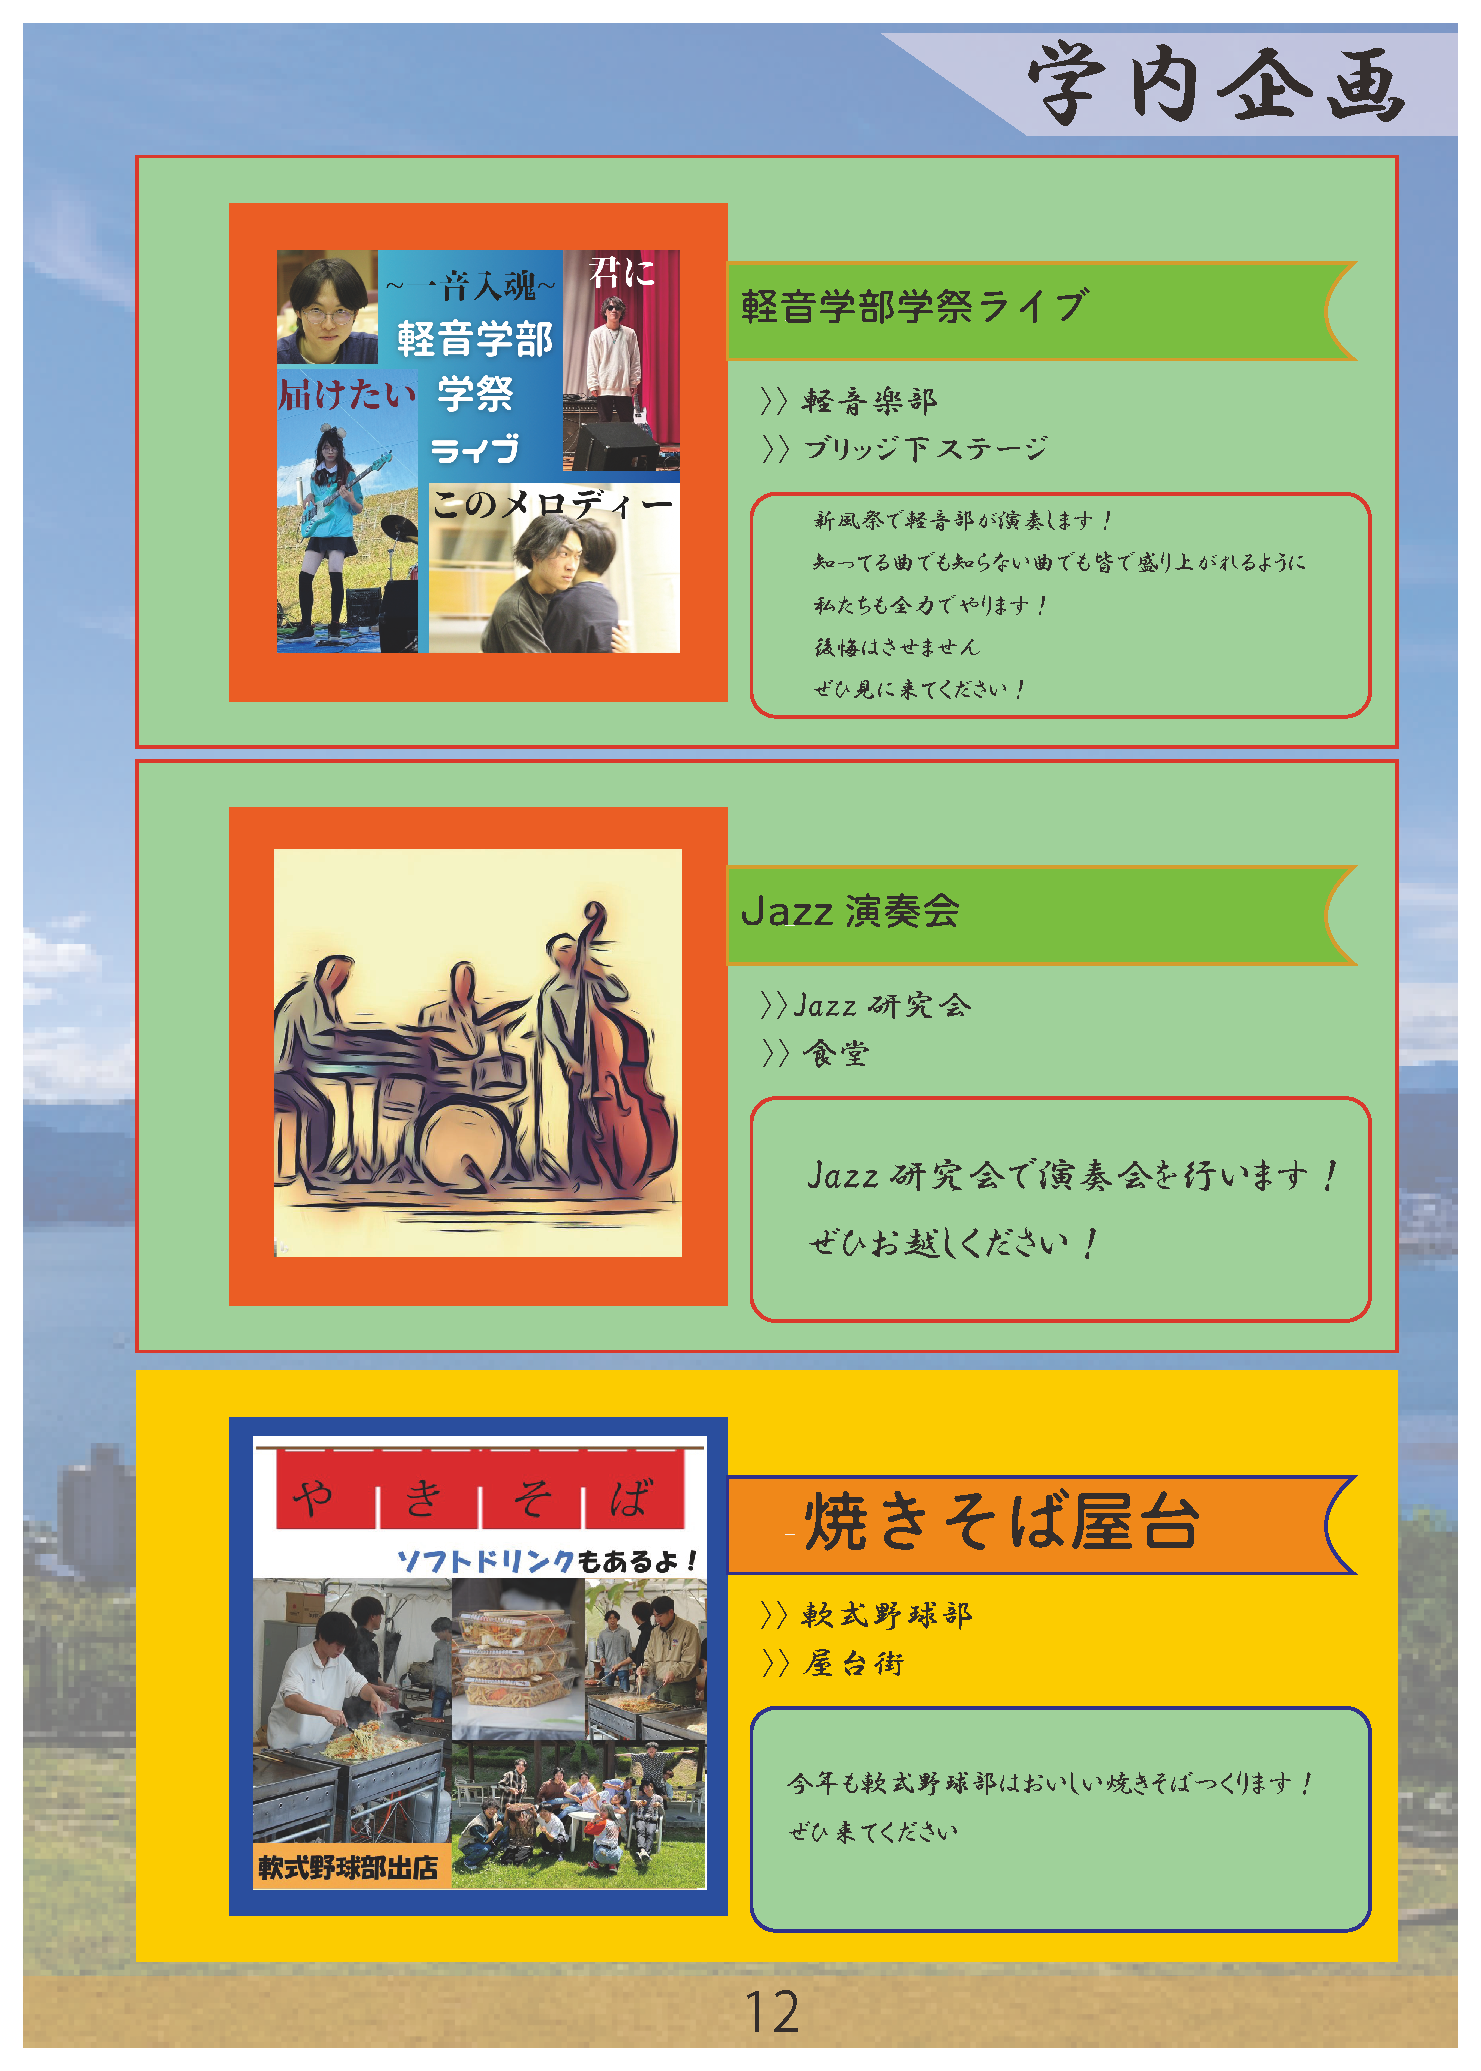 学内企画
~一音入魂~
軽音学部
学祭
ライブ
君に
届けたい
このメロディー
軽音学部学祭ライブ
〉〉軽音楽部
〉〉ブリッジ下ステージ
新風祭で軽音部が演奏します！
知ってる曲でも知らない曲でも皆で盛り上がれるように
私たちも全力でやります！
後悔はさせません
ぜひ見に来てください！
Jazz 演奏会
〉〉Jazz 研究会
〉〉食堂
Jazz 研究会で演奏会を行います！
ぜひお越しください！
やきそば
ソフトドリンクもあるよ！
軟式野球部出店
焼きそば屋台
〉〉軟式野球部
〉〉屋台街
今年も軟式野球部はおいしい焼きそばつくります！
ぜひ来てください
12